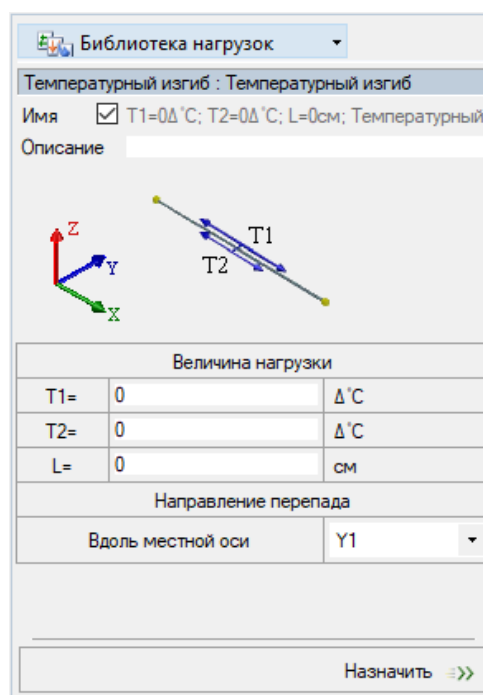 Библиотека нагрузок
Температурный изгиб : Температурный изгиб
Имя T1=0Δ°C; T2=0Δ°C; L=0см; Температурный
Описание
Z
Y
X
T1
T2
Величина нагрузки
T1= 0 Δ°C
T2= 0 Δ°C
L= 0 см
Направление перепада
Вдоль местной оси Y1
Назначить